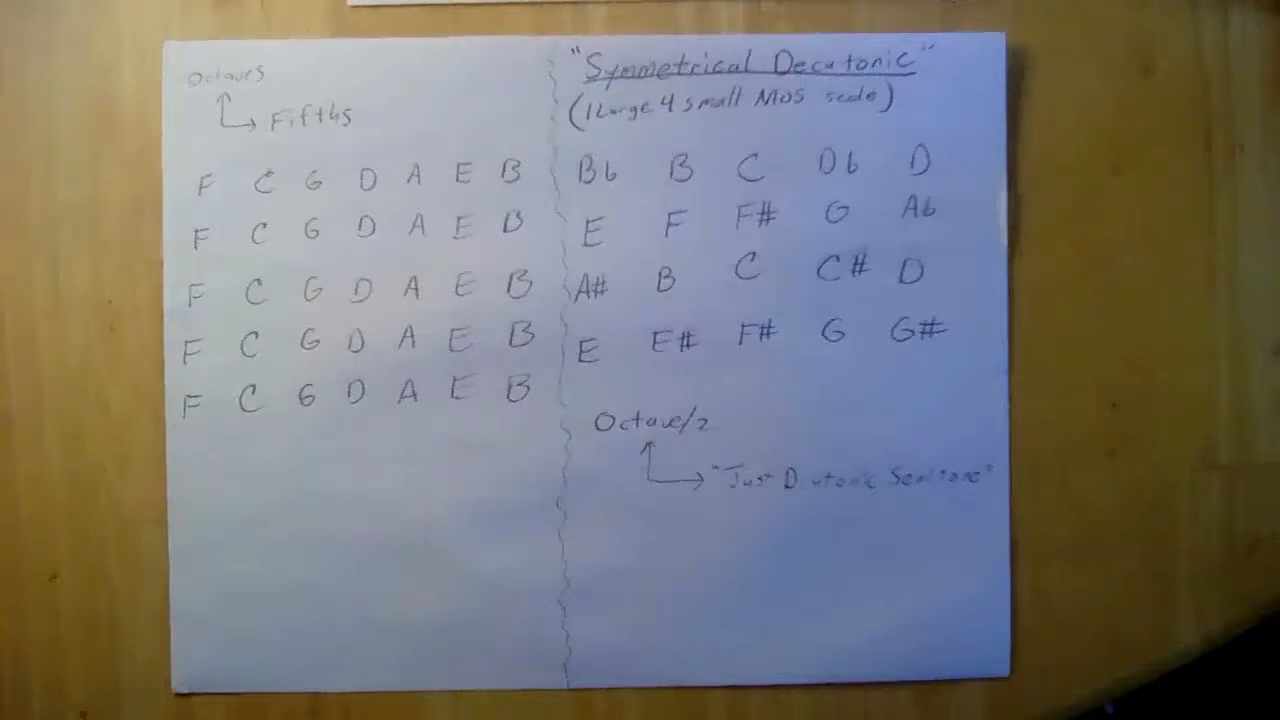 Octaves
Fifths
F C G D A E B
F C G D A E B
F C G D A E B
F C G D A E B
F C G D A E B
"Symmetrical Decatonic"
(1 Large 4 small MOS scale)
Bb B C Db D
E F F# G Ab
A# B C C# D
E E# F# G G#
Octave/2
"Just Diatonic Semitone"